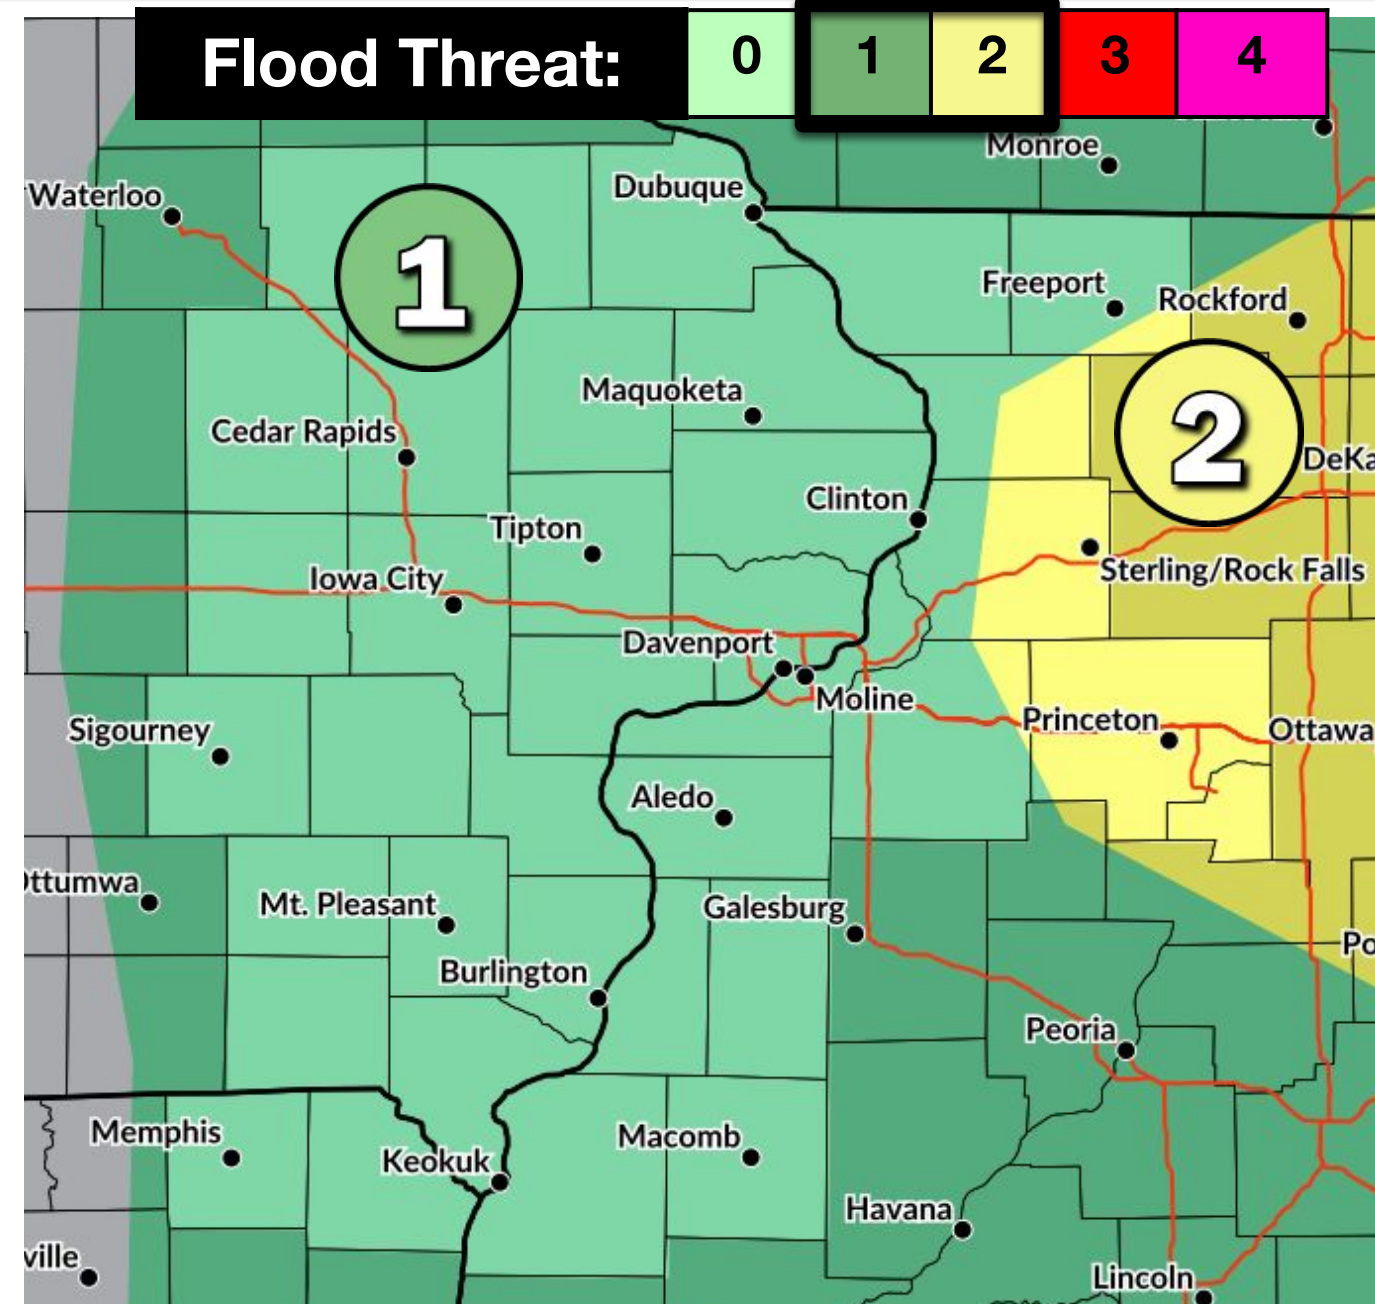 Flood Threat: 0 1 2 3 4
Monroe
Waterloo
Dubuque
1
Freeport
Rockford
Maquoketa
2
Cedar Rapids
DeKa
Clinton
Tipton
Iowa City
Sterling/Rock Falls
Davenport
Moline
Princeton
Ottawa
Sigourney
Aledo
ttumwa
Mt. Pleasant
Galesburg
Po
Burlington
Peoria
Memphis
Macomb
Keokuk
Havana
ville
Lincoln